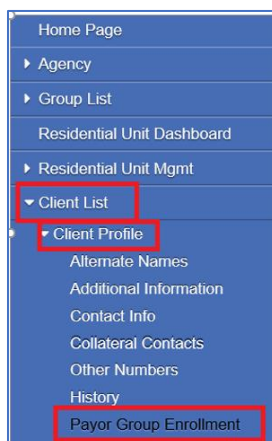 Home Page
Agency
Group List
Residential Unit Dashboard
Residential Unit Mgmt
Client List
Client Profile
Alternate Names
Additional Information
Contact Info
Collateral Contacts
Other Numbers
History
Payor Group Enrollment